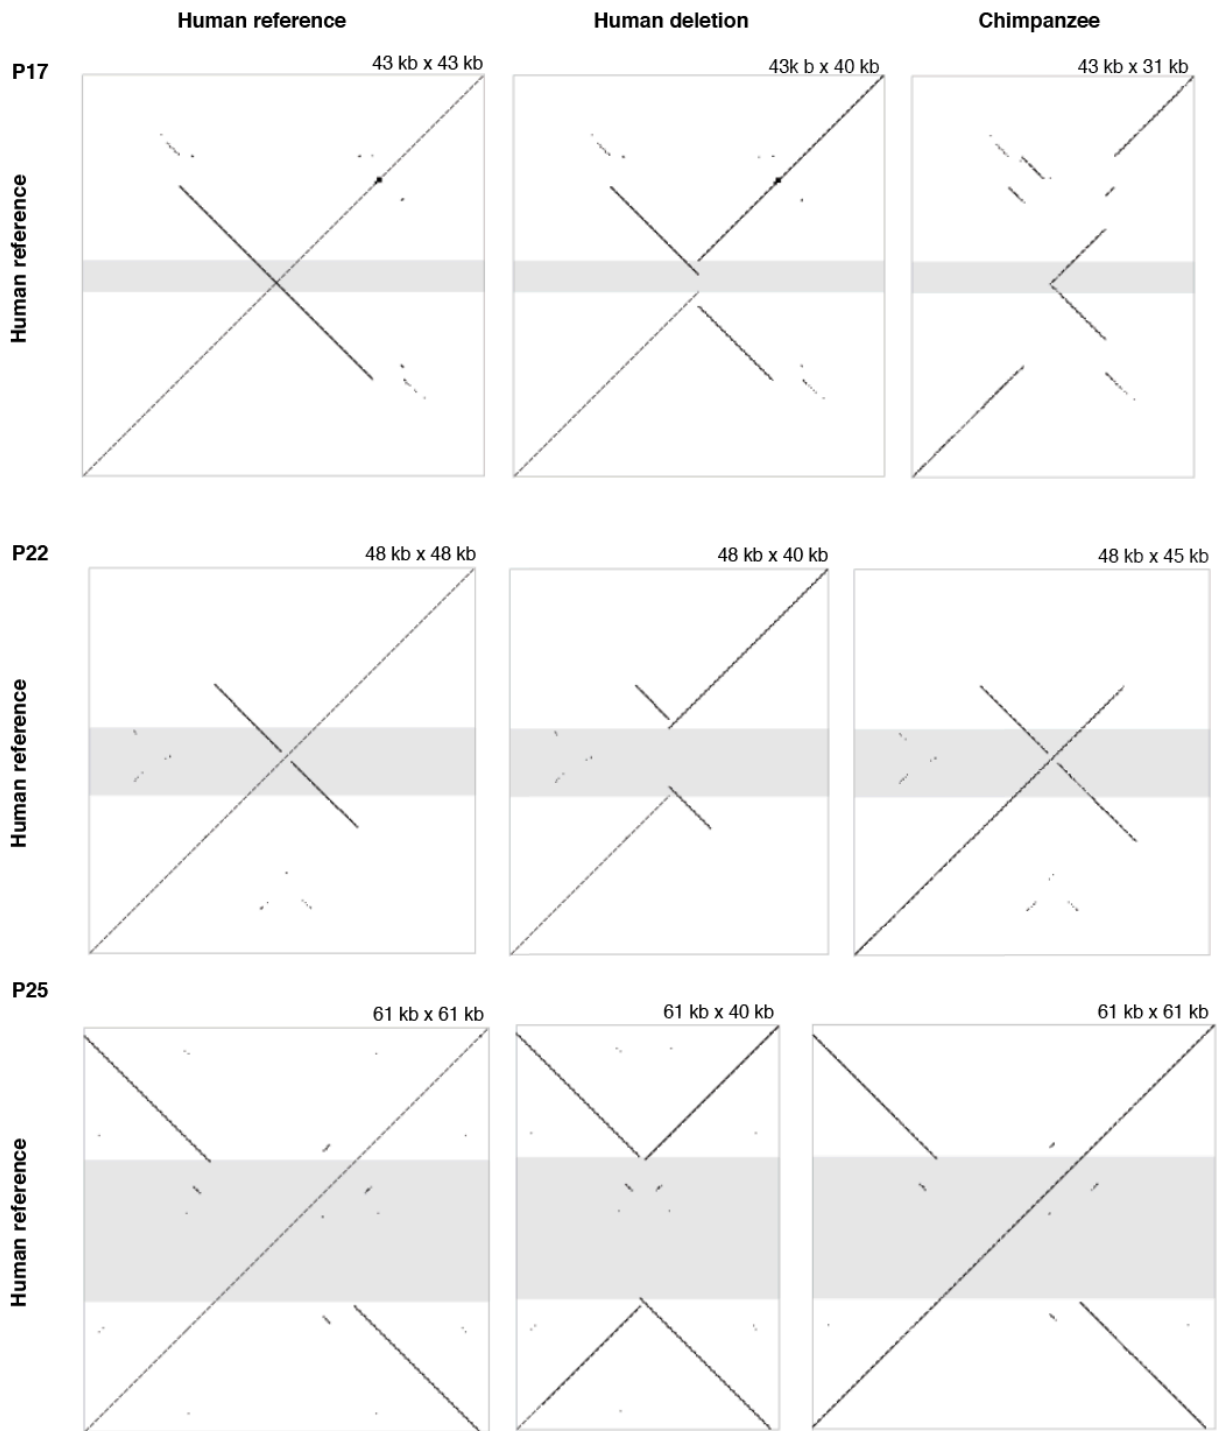 Human reference
Human deletion
Chimpanzee
P17
43 kb x 43 kb
43k b x 40 kb
43 kb x 31 kb
Human reference
P22
48 kb x 48 kb
48 kb x 40 kb
48 kb x 45 kb
Human reference
P25
61 kb x 61 kb
61 kb x 40 kb
61 kb x 61 kb
Human reference